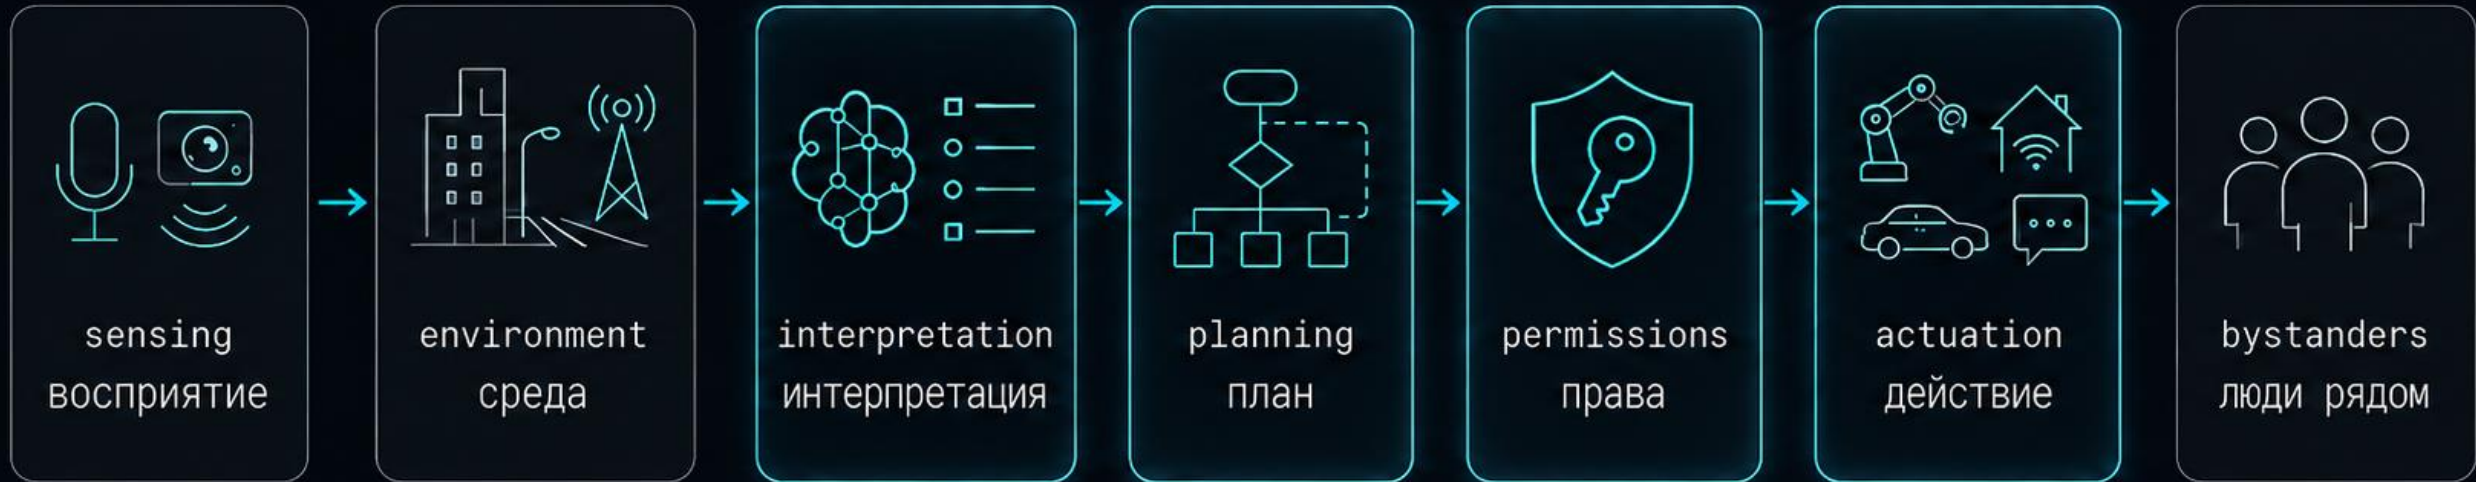 sensing
восприятие
environment
среда
interpretation
интерпретация
planning
план
permissions
права
actuation
действие
bystanders
люди рядом